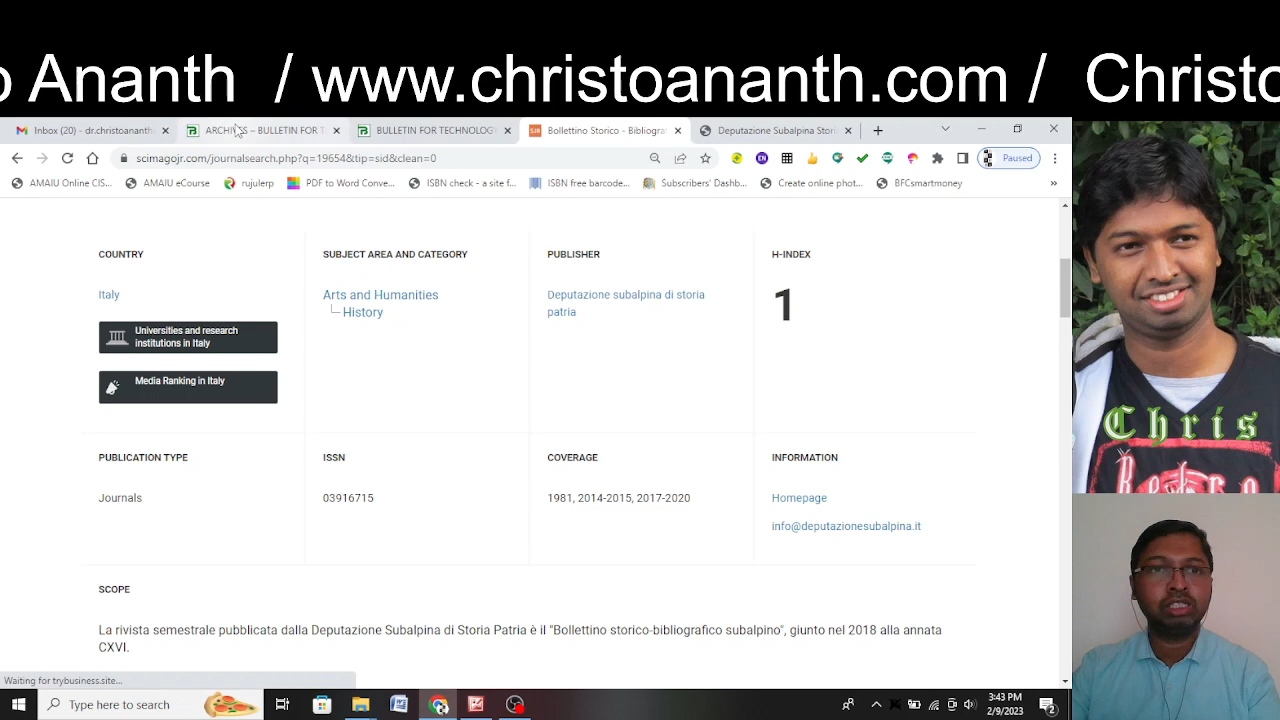 o Ananth / www.christoananth.com / Christo
Inbox (20) - dr.christoananth
ARCHIVES – BULLETIN FOR T
BULLETIN FOR TECHNOLOGY
Bollettino Storico - Bibliogra
Deputazione Subalpina Stori
scimagojr.com/journalsearch.php?q=19654&tip=sid&clean=0
Paused
AMAIU Online CIS...
AMAIU eCourse
rujulerp
PDF to Word Conve...
ISBN check - a site f...
ISBN free barcode...
Subscribers' Dashb...
Create online phot...
BFCsmartmoney
COUNTRY
SUBJECT AREA AND CATEGORY
PUBLISHER
H-INDEX
Italy
Arts and Humanities
History
Deputazione subalpina di storia
patria
1
Universities and research
institutions in Italy
Media Ranking in Italy
PUBLICATION TYPE
ISSN
COVERAGE
INFORMATION
Journals
03916715
1981, 2014-2015, 2017-2020
Homepage
info@deputazionesubalpina.it
SCOPE
La rivista semestrale pubblicata dalla Deputazione Subalpina di Storia Patria è il "Bollettino storico-bibliografico subalpino", giunto nel 2018 alla annata
CXVI.
Waiting for trybusiness.site...
Type here to search
3:43 PM
2/9/2023
2
Chris